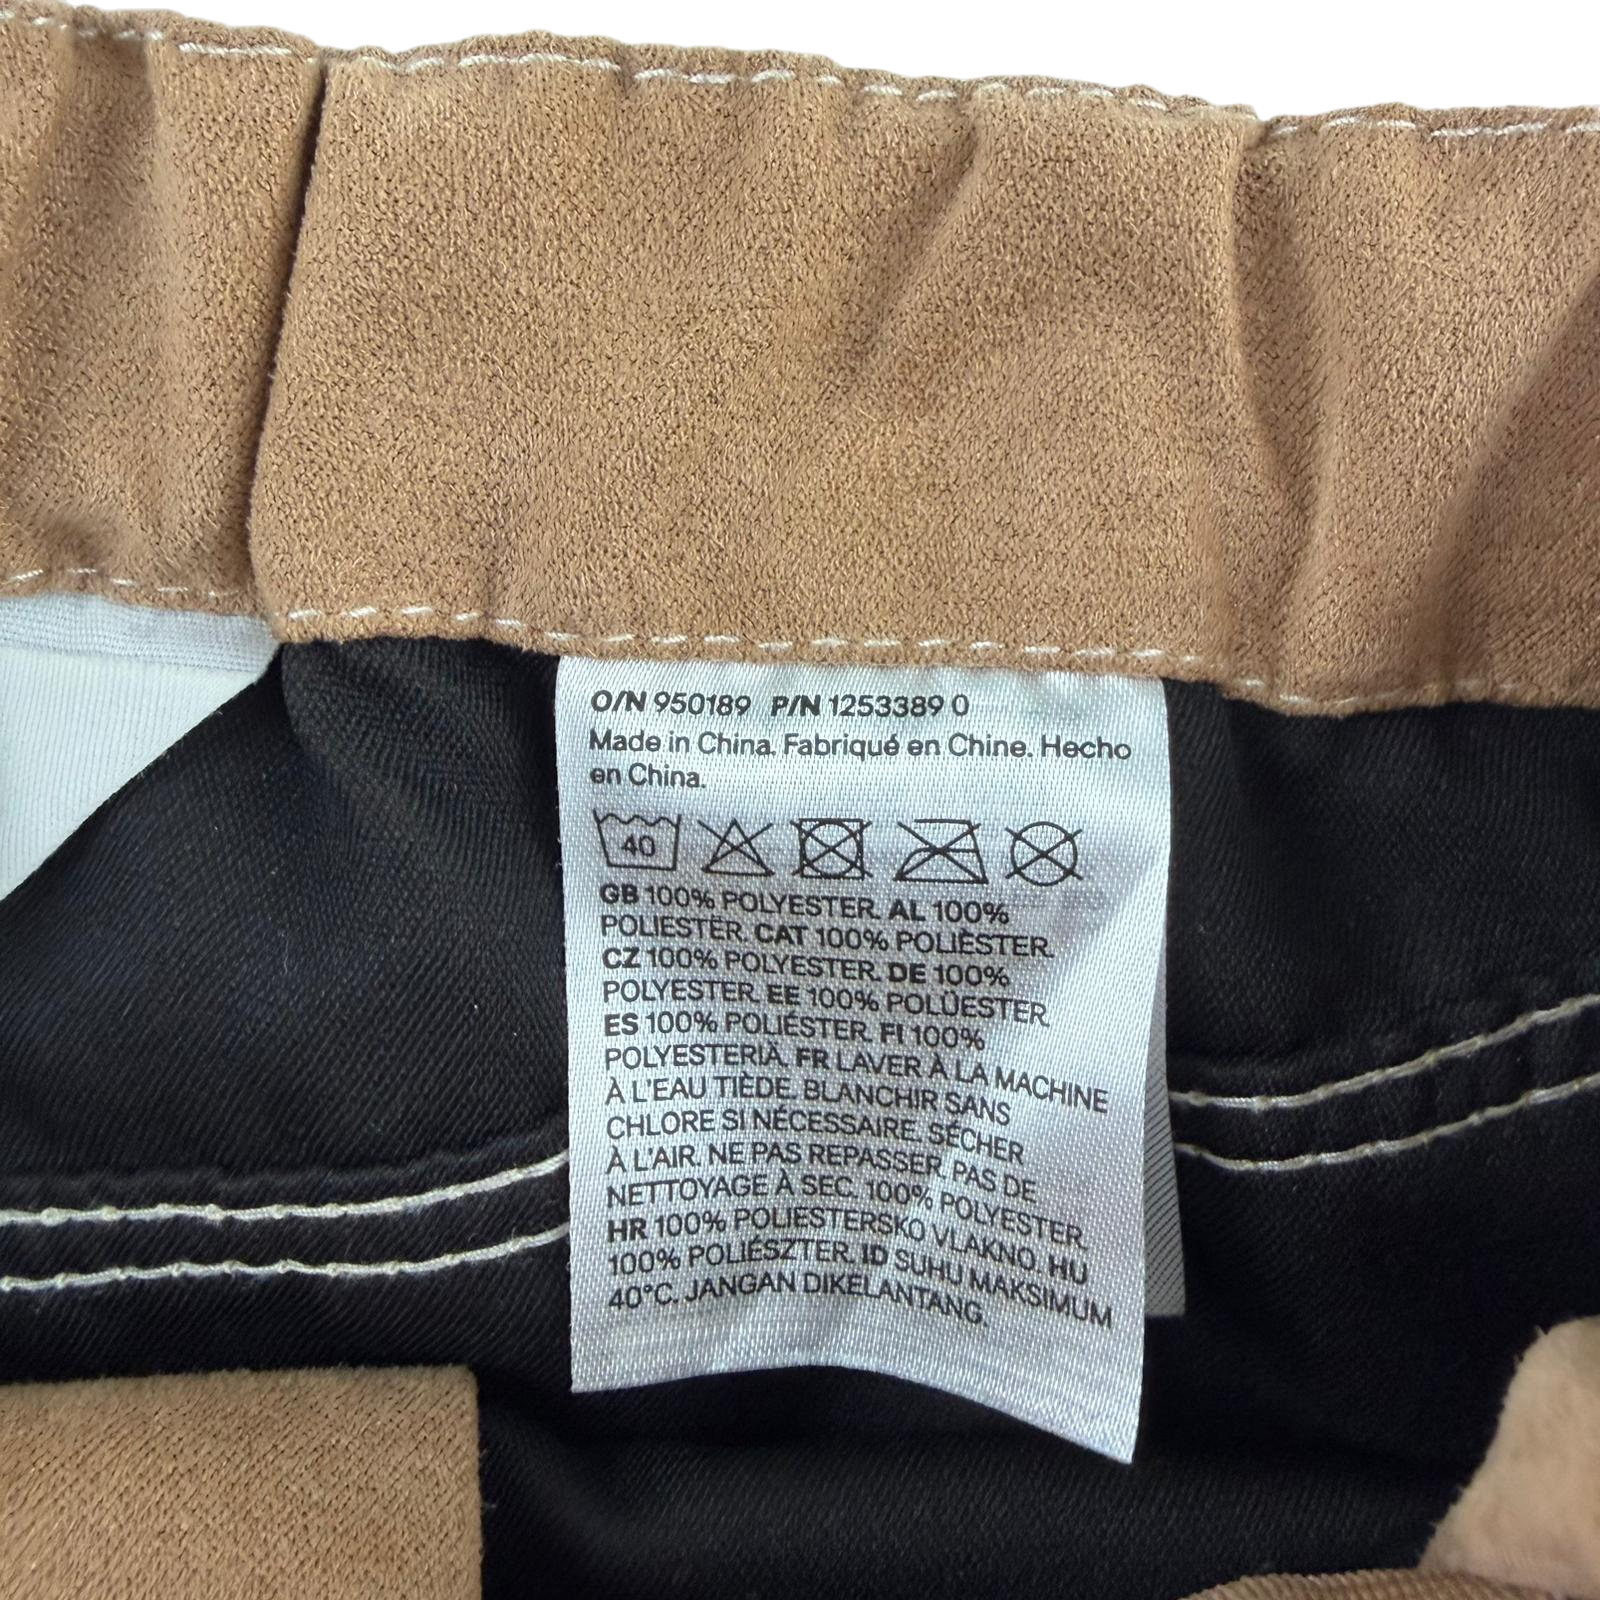 O/N 950189 P/N 1253389 0
Made in China. Fabriqué en Chine. Hecho
en China.
40
GB 100% POLYESTER. AL 100%
POLIESTËR. CAT 100% POLIÈSTER.
CZ 100% POLYESTER. DE 100%
POLYESTER. EE 100% POLÜESTER.
ES 100% POLIÉSTER. FI 100%
POLYESTERIÄ. FR LAVER À LA MACHINE
À L'EAU TIÈDE. BLANCHIR SANS
CHLORE SI NÉCESSAIRE. SÉCHER
À L'AIR. NE PAS REPASSER. PAS DE
NETTOYAGE À SEC. 100% POLYESTER.
HR 100% POLIESTERSKO VLAKNO. HU
100% POLIÉSZTER. ID SUHU MAKSIMUM
40°C. JANGAN DIKELANTANG.